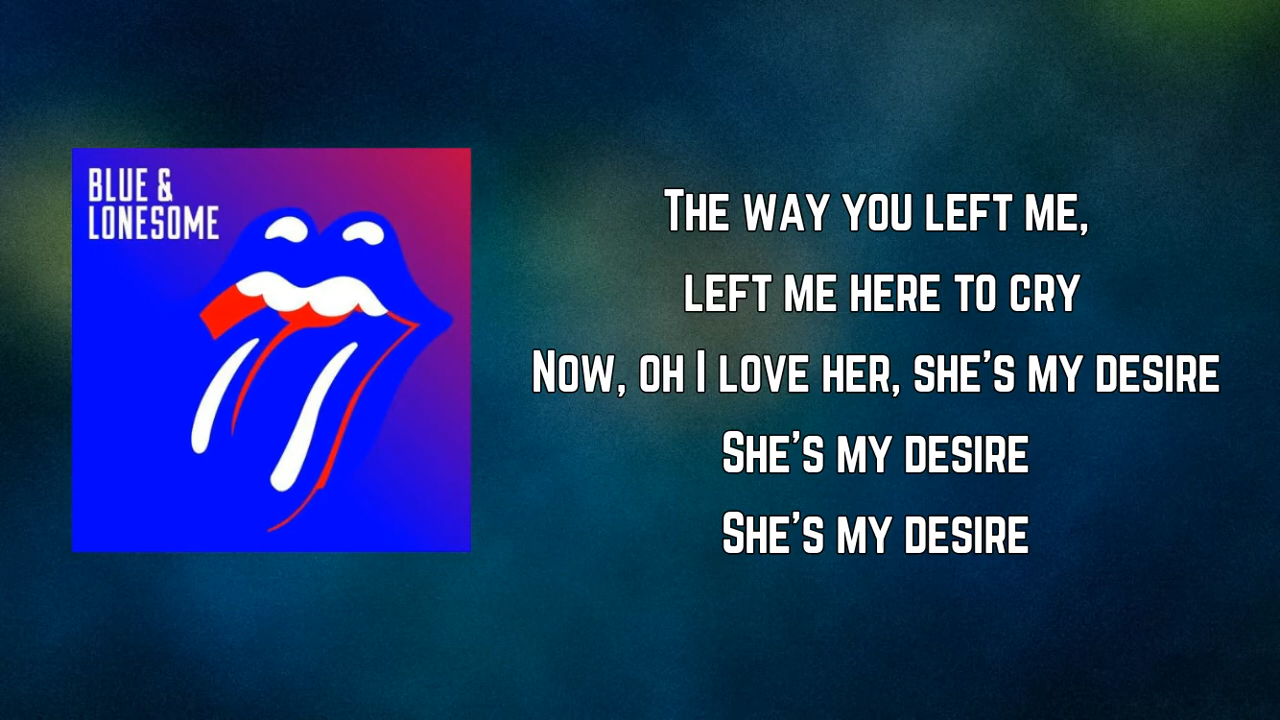 BLUE &
LONESOME
The way you left me,
left me here to cry
Now, oh I love her, she's my desire
She's my desire
She's my desire